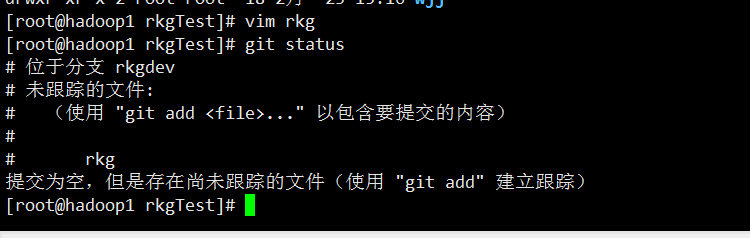 [root@hadoop1 rkgTest]# vim rkg
[root@hadoop1 rkgTest]# git status
# 位于分支 rkgdev
# 未跟踪的文件:
#   （使用 "git add <file>..." 以包含要提交的内容）
#
#       rkg
提交为空，但是存在尚未跟踪的文件（使用 "git add" 建立跟踪）
[root@hadoop1 rkgTest]#